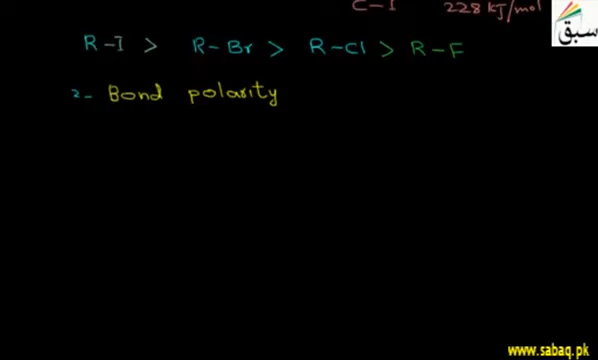 C-I 228 KJ/mol
سبق
R-I > R-Br > R-Cl > R-F
2- Bond polarity
www.sabaq.pk